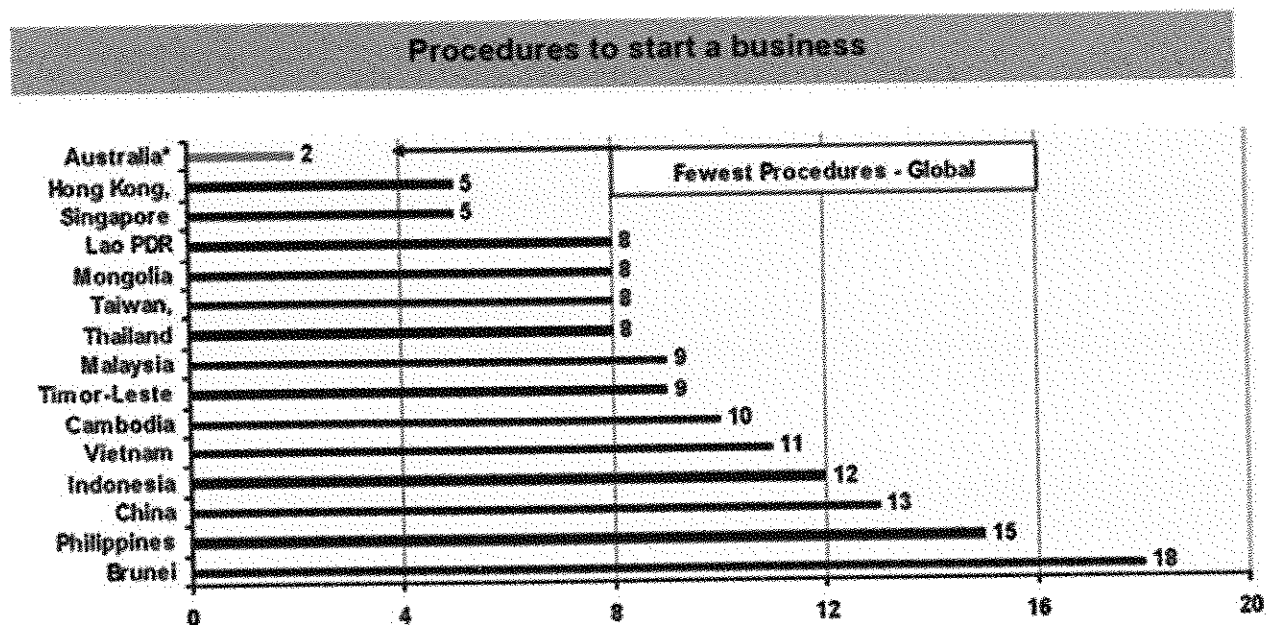 Procedures to start a business
Australia* 2
Fewest Procedures - Global
Hong Kong, 5
Singapore 5
Lao PDR 8
Mongolia 8
Taiwan, 8
Thailand 8
Malaysia 9
Timor-Leste 9
Cambodia 10
Vietnam 11
Indonesia 12
China 13
Philippines 15
Brunei 18
0 4 8 12 16 20